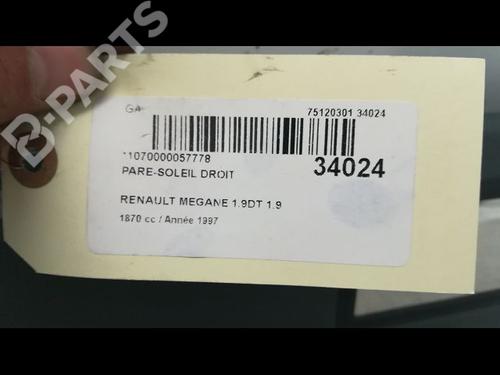 B-PARTS
GA 75120301 34024
*1070000057778
PARE-SOLEIL DROIT 34024
RENAULT MEGANE 1.9DT 1.9
1870 cc / Année 1997